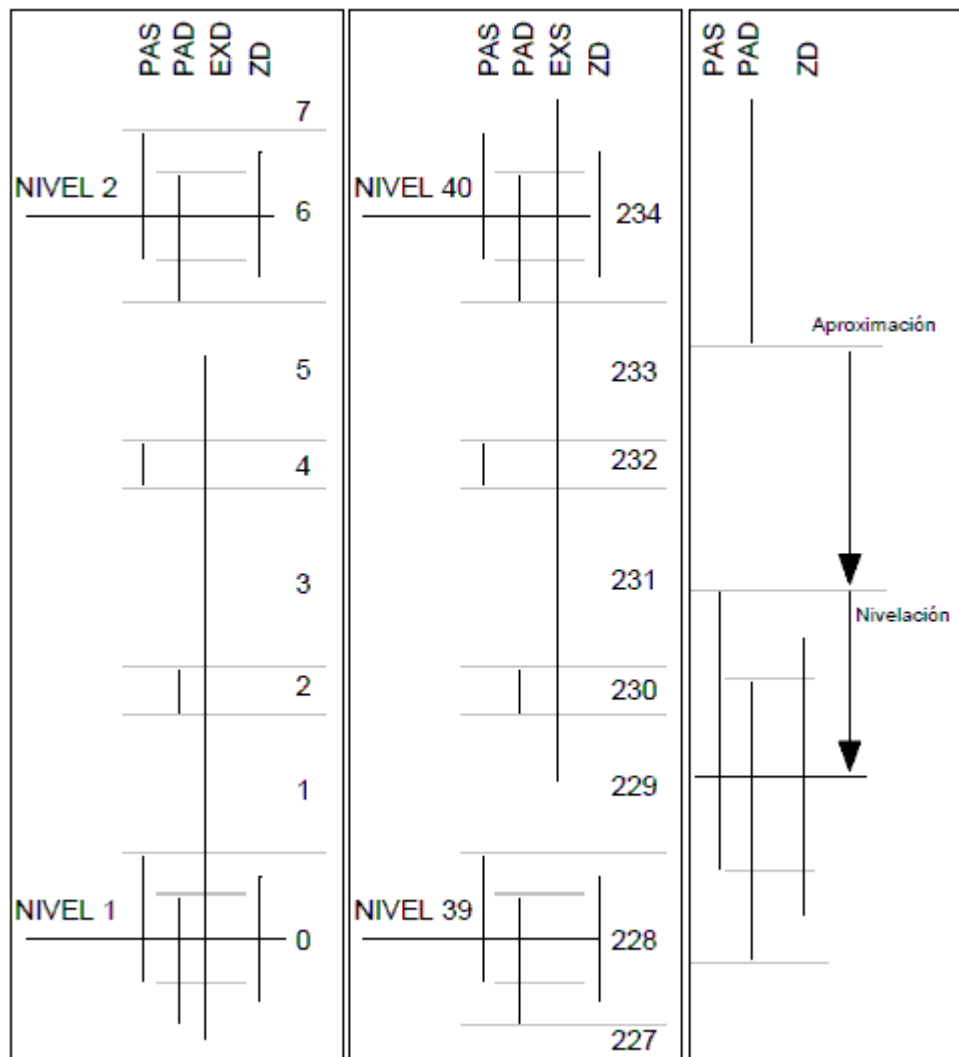 PAS PAD EXD ZD
7
NIVEL 2
6
5
4
3
2
1
NIVEL 1
0
PAS PAD EXS ZD
NIVEL 40
234
233
232
231
230
229
NIVEL 39
228
227
PAS PAD ZD
Aproximación
Nivelación